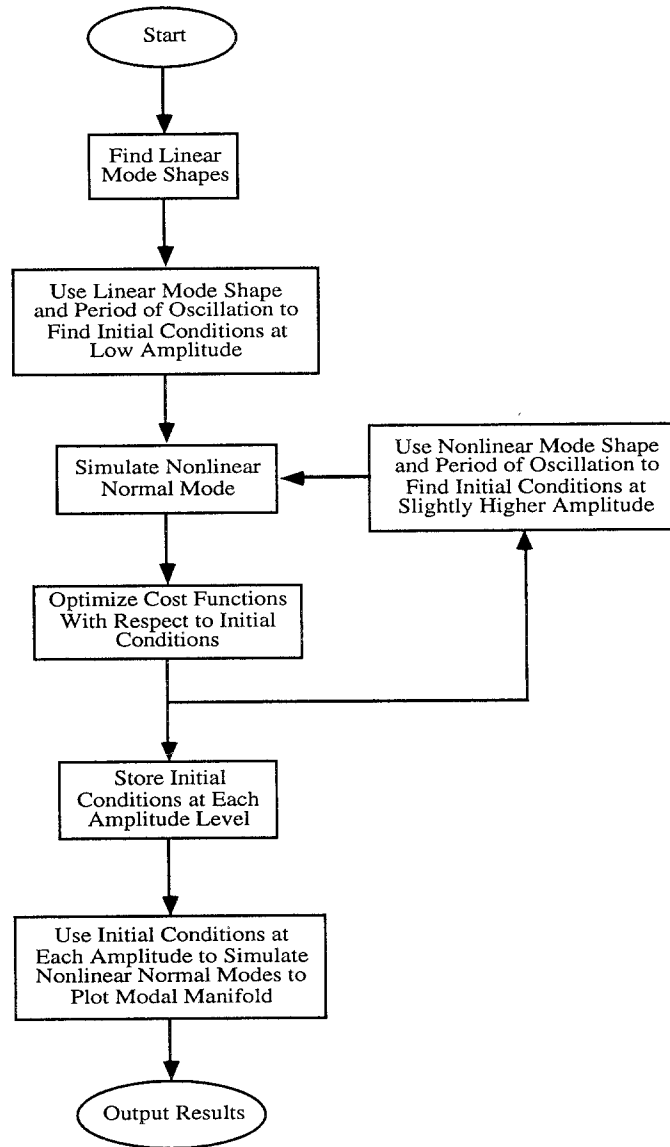 Start
Find Linear
Mode Shapes
Use Linear Mode Shape
and Period of Oscillation to
Find Initial Conditions at
Low Amplitude
Simulate Nonlinear
Normal Mode
Use Nonlinear Mode Shape
and Period of Oscillation to
Find Initial Conditions at
Slightly Higher Amplitude
Optimize Cost Functions
With Respect to Initial
Conditions
Store Initial
Conditions at Each
Amplitude Level
Use Initial Conditions at
Each Amplitude to Simulate
Nonlinear Normal Modes to
Plot Modal Manifold
Output Results